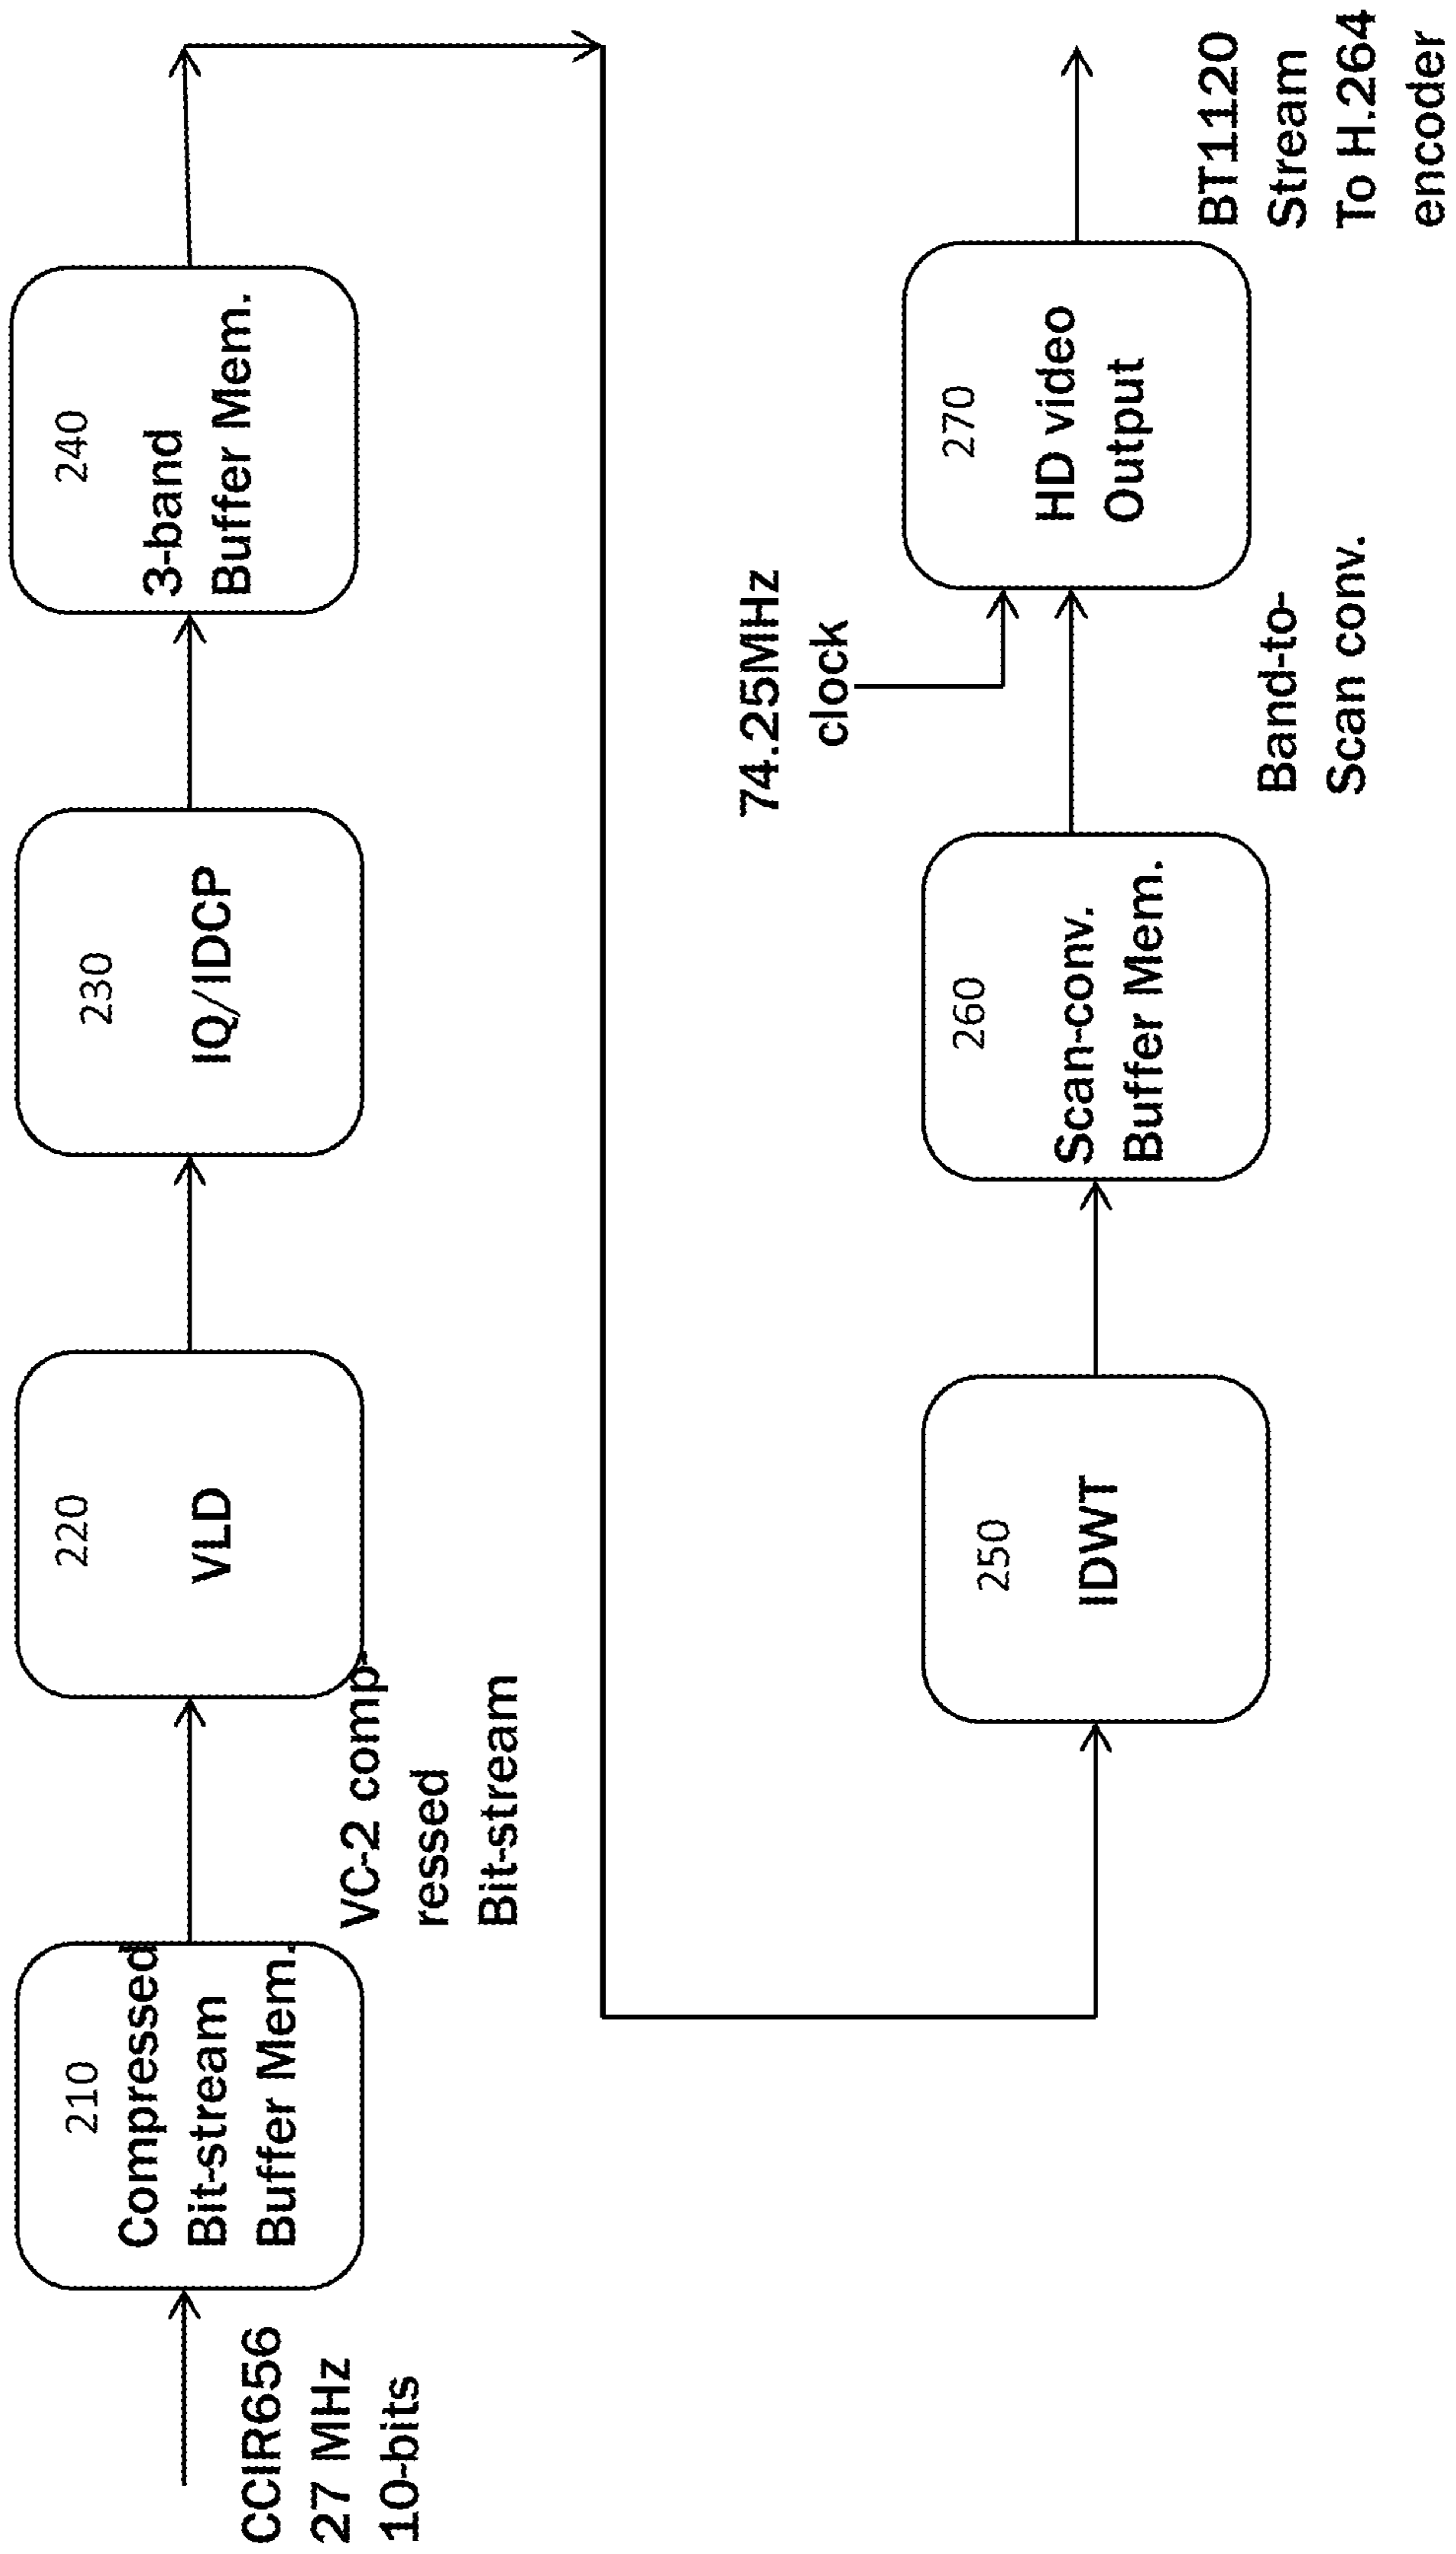 CCIR656
27 MHz
10-bits
210
Compressed
Bit-stream
Buffer Mem.
VC-2 comp-
ressed
Bit-stream
220
VLD
230
IQ/IDCP
240
3-band
Buffer Mem.
250
IDWT
260
Scan-conv.
Buffer Mem.
74.25MHz
clock
Band-to-
Scan conv.
270
HD video
Output
BT1120
Stream
To H.264
encoder